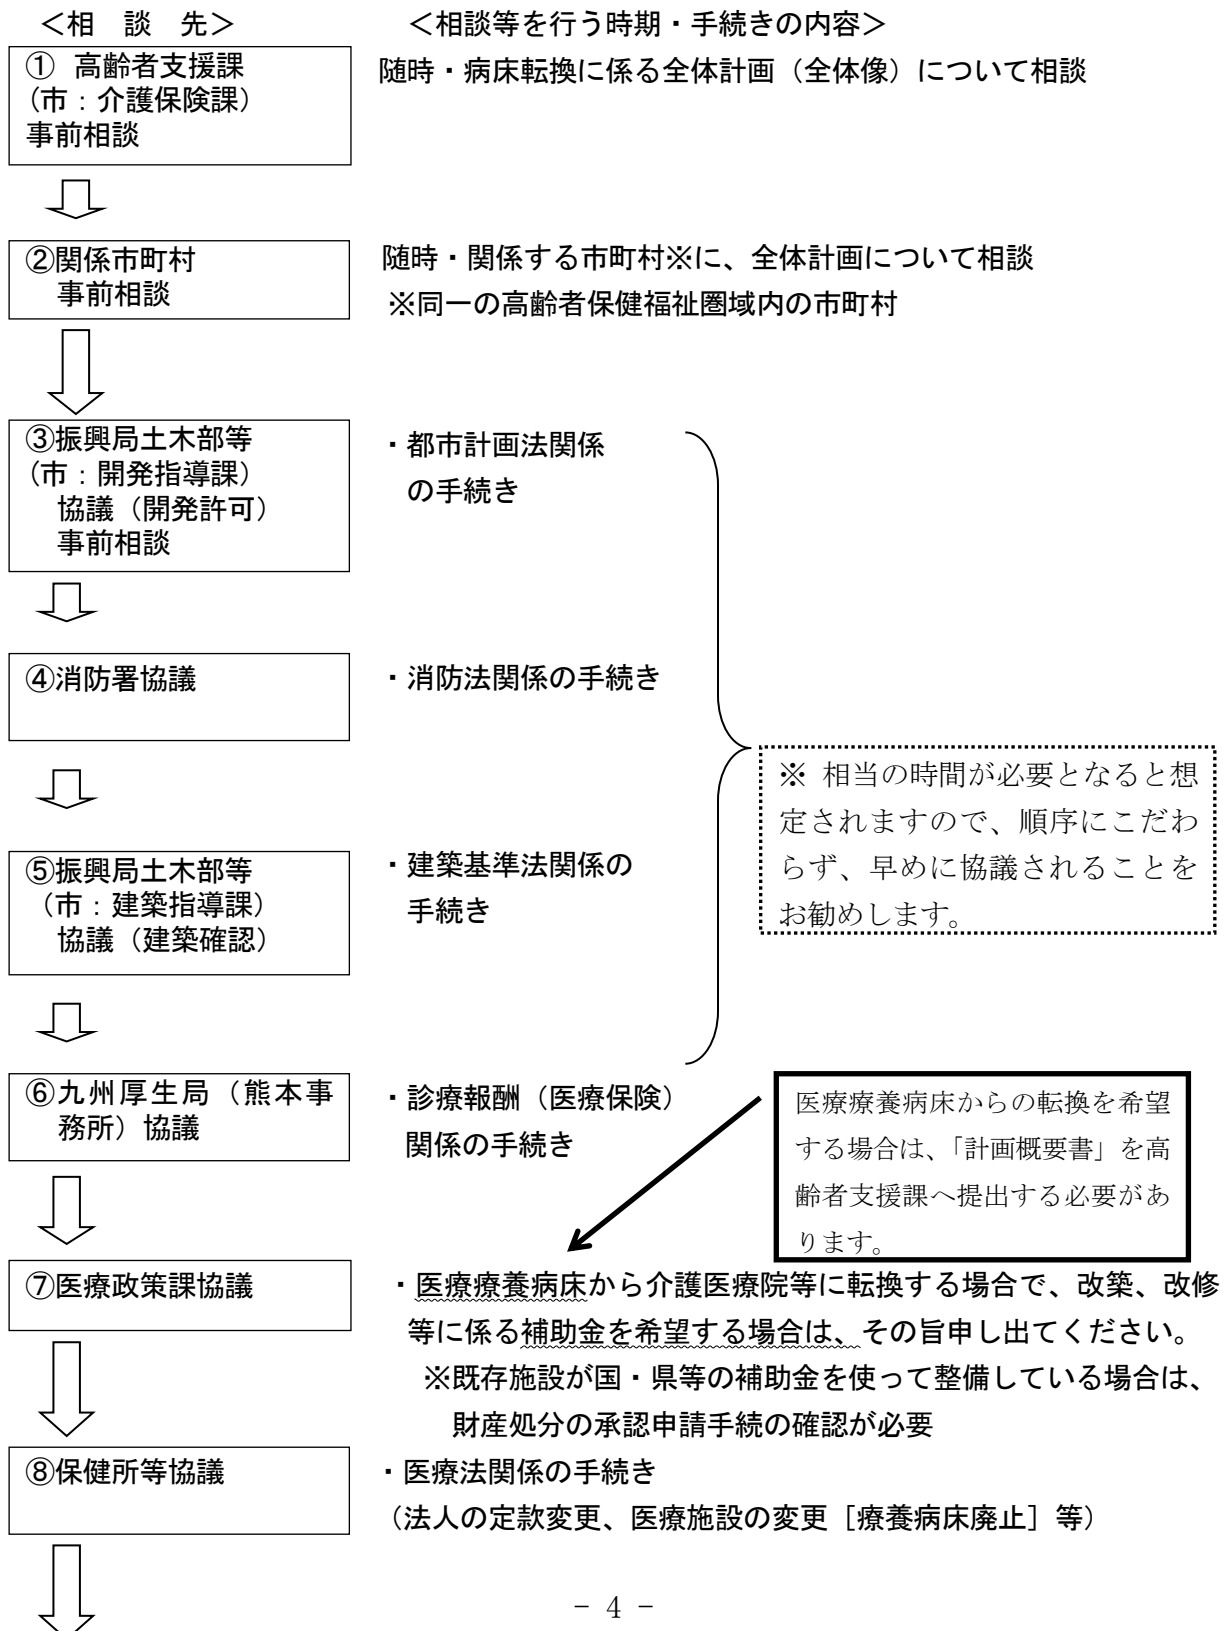 ＜相　談　先＞　　　　　＜相談等を行う時期・手続きの内容＞
①　高齢者支援課
（市：介護保険課）
事前相談
随時・病床転換に係る全体計画（全体像）について相談
②関係市町村
事前相談
随時・関係する市町村※に、全体計画について相談
※同一の高齢者保健福祉圏域内の市町村
③振興局土木部等
（市：開発指導課）
協議（開発許可）
事前相談
・都市計画法関係
の手続き
④消防署協議
・消防法関係の手続き
※ 相当の時間が必要となると想
定されますので、順序にこだわ
らず、早めに協議されることを
お勧めします。
⑤振興局土木部等
（市：建築指導課）
協議（建築確認）
・建築基準法関係の
手続き
⑥九州厚生局（熊本事
務所）協議
・診療報酬（医療保険）
関係の手続き
医療療養病床からの転換を希望
する場合は、「計画概要書」を高
齢者支援課へ提出する必要があ
ります。
⑦医療政策課協議
・医療療養病床から介護医療院等に転換する場合で、改築、改修
等に係る補助金を希望する場合は、その旨申し出てください。
※既存施設が国・県等の補助金を使って整備している場合は、
財産処分の承認申請手続の確認が必要
⑧保健所等協議
・医療法関係の手続き
（法人の定款変更、医療施設の変更［療養病床廃止］等）
- 4 -